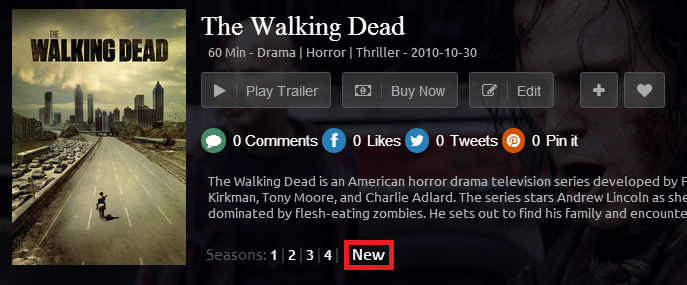 THE
WALKING DEAD
The Walking Dead
60 Min - Drama | Horror | Thriller - 2010-10-30
Play Trailer Buy Now Edit
0 Comments 0 Likes 0 Tweets 0 Pin it
The Walking Dead is an American horror drama television series developed by F
Kirkman, Tony Moore, and Charlie Adlard. The series stars Andrew Lincoln as she
dominated by flesh-eating zombies. He sets out to find his family and encounte
Seasons: 1 | 2 | 3 | 4 | New